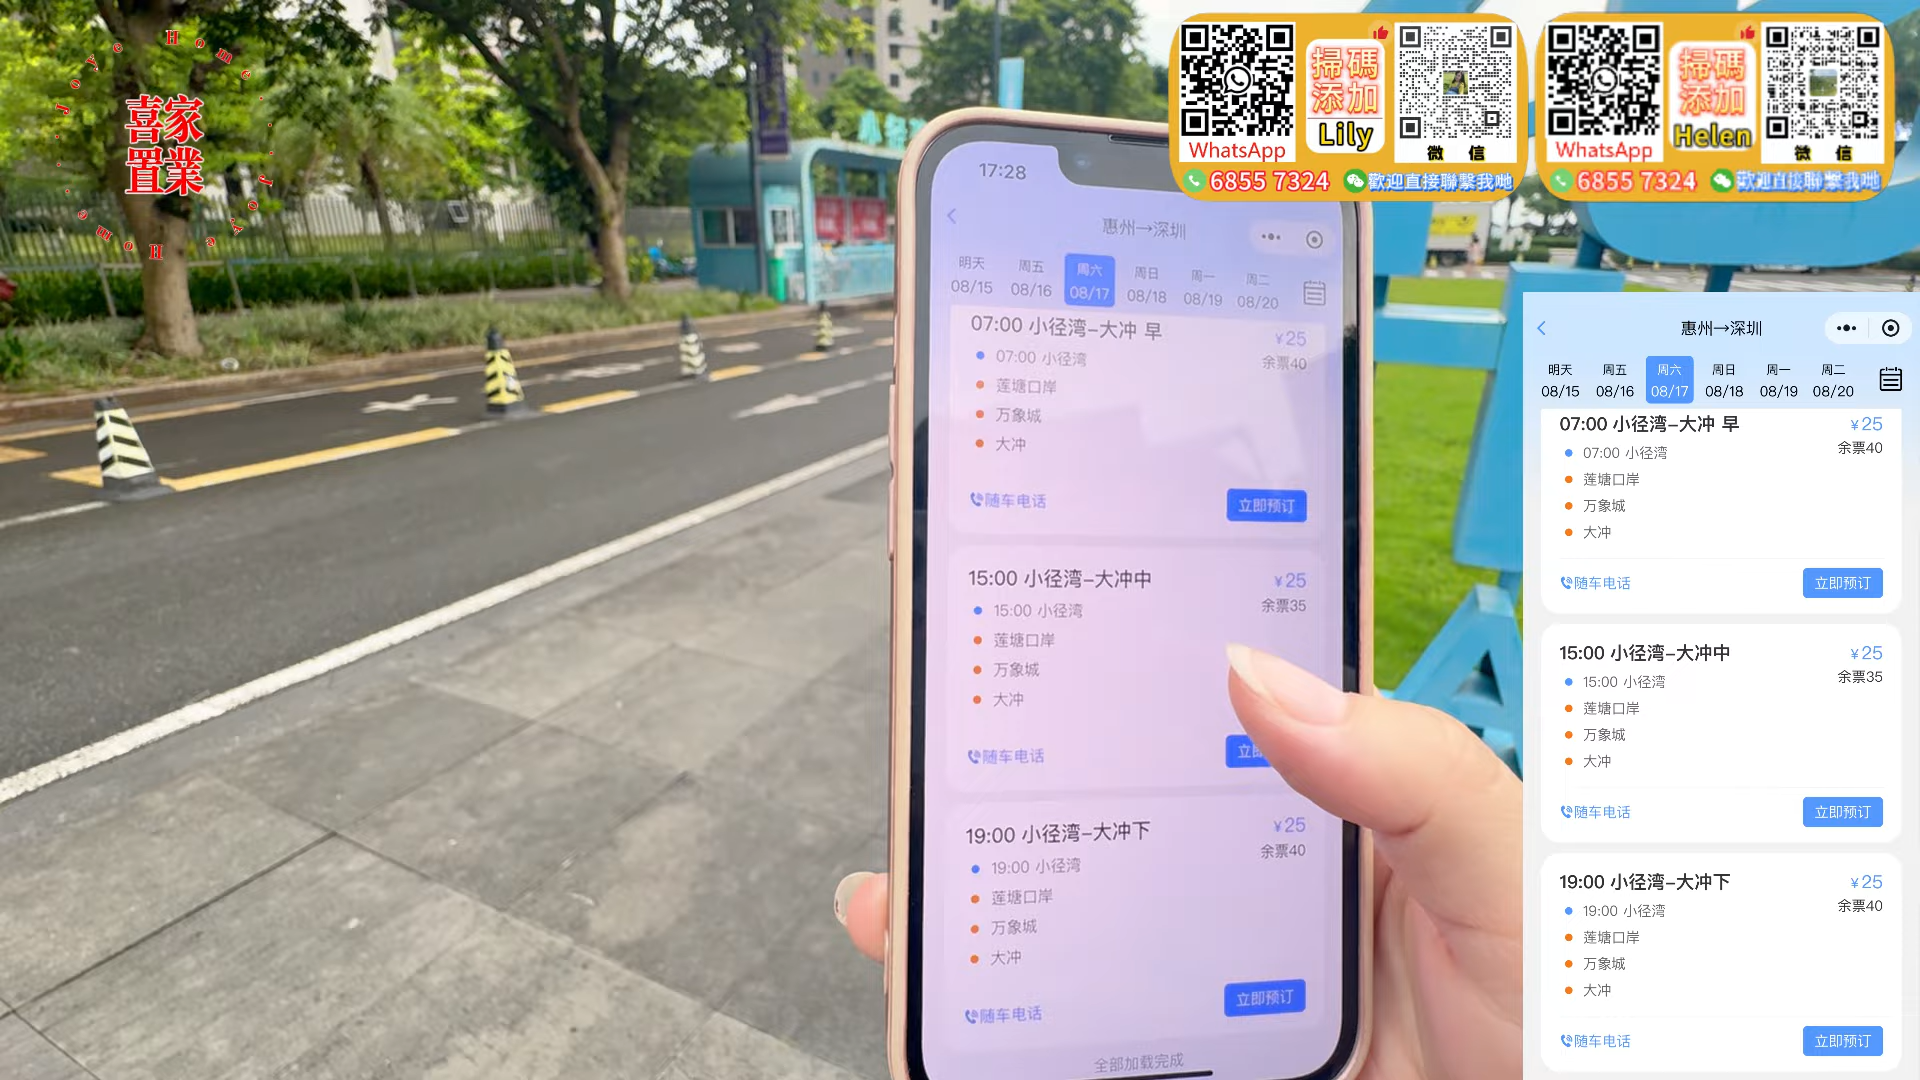 Joye Home
喜家
置業
Joye Home
WhatsApp
掃碼
添加
Lily
微 信
6855 7324
歡迎直接聯繫我哋
WhatsApp
掃碼
添加
Helen
微 信
6855 7324
歡迎直接聯繫我哋
17:28
惠州→深圳
明天 周五 周六 周日 周一 周二
08/15 08/16 08/17 08/18 08/19 08/20
07:00 小径湾–大冲 早 ¥25
07:00 小径湾 余票40
莲塘口岸
万象城
大冲
随车电话 立即预订
15:00 小径湾–大冲中 ¥25
15:00 小径湾 余票35
莲塘口岸
万象城
大冲
随车电话 立即
19:00 小径湾–大冲下 ¥25
19:00 小径湾 余票40
莲塘口岸
万象城
大冲
随车电话 立即预订
全部加载完成
惠州→深圳
明天 周五 周六 周日 周一 周二
08/15 08/16 08/17 08/18 08/19 08/20
07:00 小径湾–大冲 早 ¥25
07:00 小径湾 余票40
莲塘口岸
万象城
大冲
随车电话 立即预订
15:00 小径湾–大冲中 ¥25
15:00 小径湾 余票35
莲塘口岸
万象城
大冲
随车电话 立即预订
19:00 小径湾–大冲下 ¥25
19:00 小径湾 余票40
莲塘口岸
万象城
大冲
随车电话 立即预订